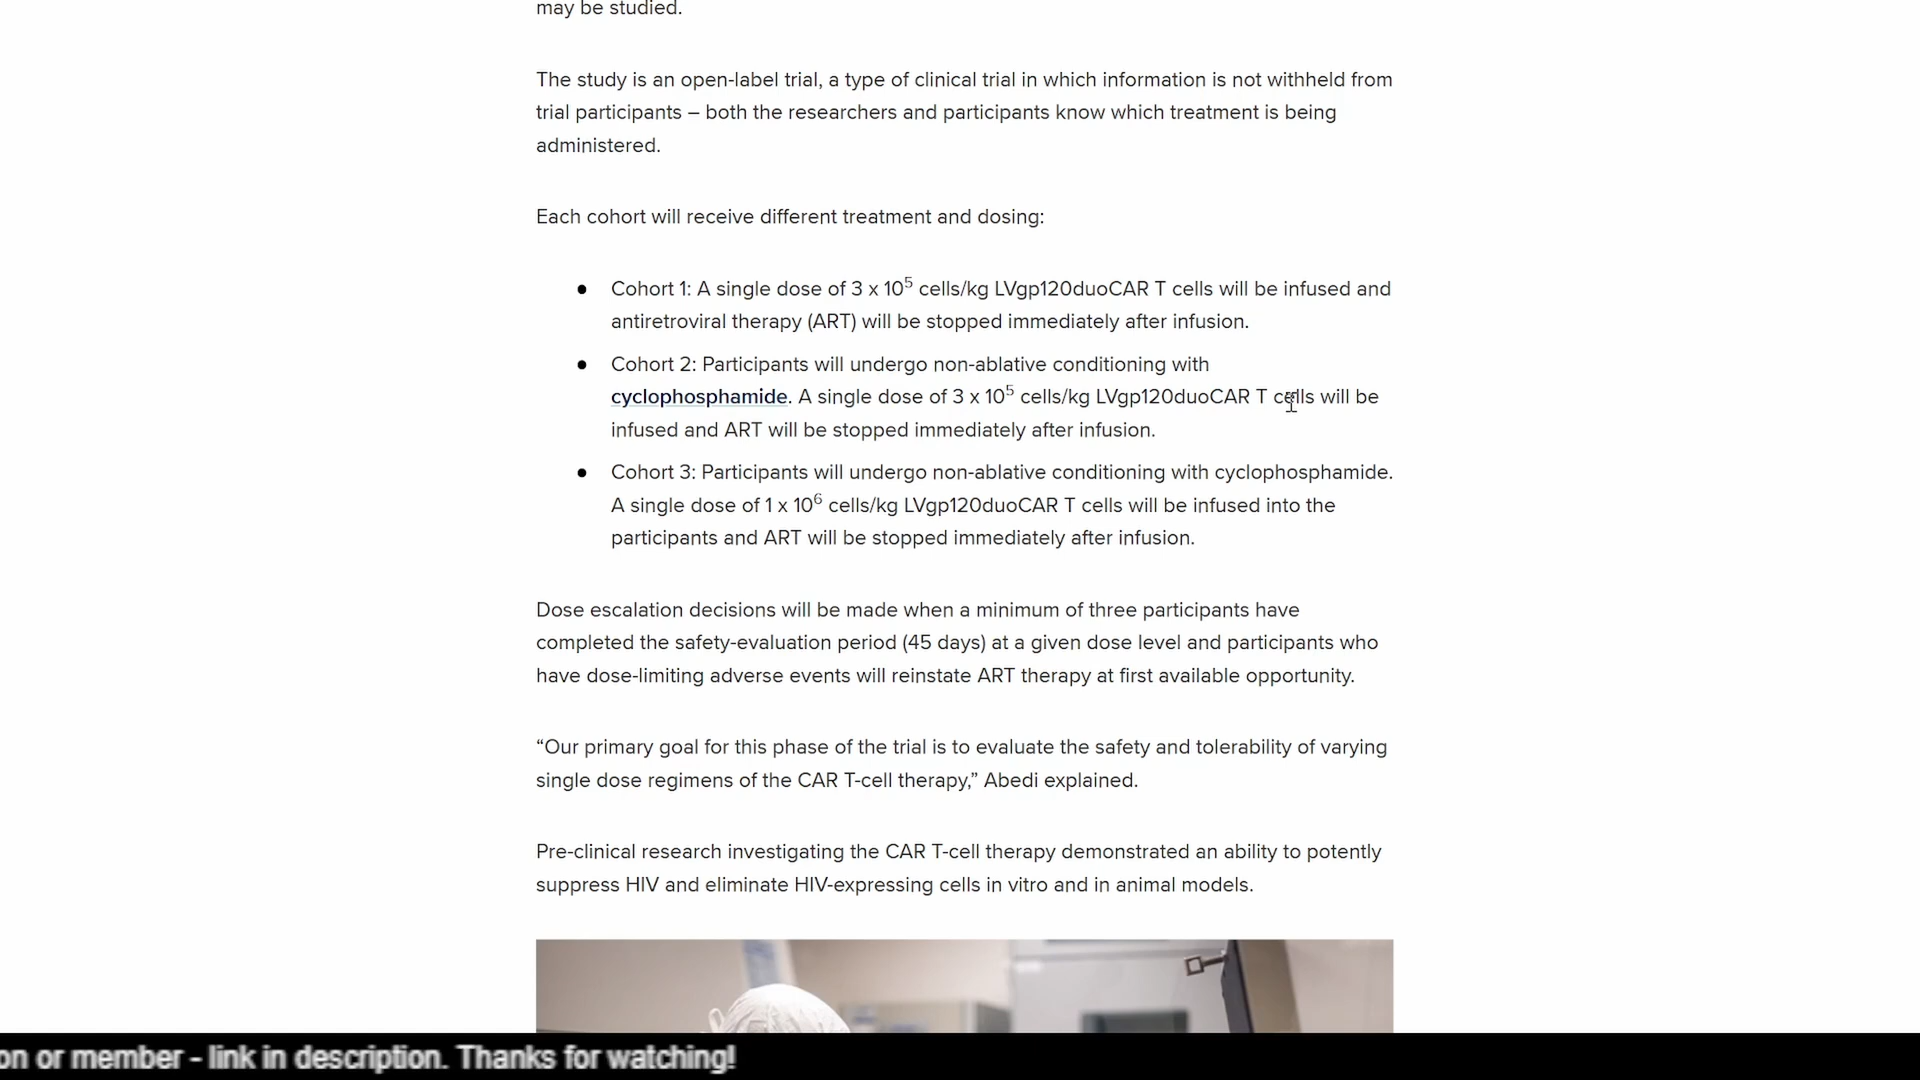 may be studied.
The study is an open-label trial, a type of clinical trial in which information is not withheld from
trial participants – both the researchers and participants know which treatment is being
administered.
Each cohort will receive different treatment and dosing:
● Cohort 1: A single dose of 3 x 10⁵ cells/kg LVgp120duoCAR T cells will be infused and
antiretroviral therapy (ART) will be stopped immediately after infusion.
● Cohort 2: Participants will undergo non-ablative conditioning with
cyclophosphamide. A single dose of 3 x 10⁵ cells/kg LVgp120duoCAR T cells will be
infused and ART will be stopped immediately after infusion.
● Cohort 3: Participants will undergo non-ablative conditioning with cyclophosphamide.
A single dose of 1 x 10⁶ cells/kg LVgp120duoCAR T cells will be infused into the
participants and ART will be stopped immediately after infusion.
Dose escalation decisions will be made when a minimum of three participants have
completed the safety-evaluation period (45 days) at a given dose level and participants who
have dose-limiting adverse events will reinstate ART therapy at first available opportunity.
“Our primary goal for this phase of the trial is to evaluate the safety and tolerability of varying
single dose regimens of the CAR T-cell therapy,” Abedi explained.
Pre-clinical research investigating the CAR T-cell therapy demonstrated an ability to potently
suppress HIV and eliminate HIV-expressing cells in vitro and in animal models.
on or member - link in description. Thanks for watching!